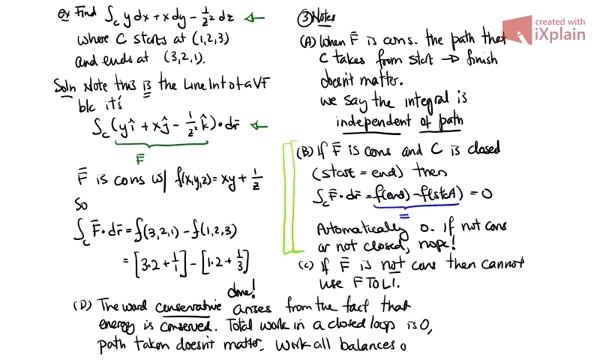 created with
iXplain
ex Find ∫_C y dx + x dy − 1/z² dz ←
where C starts at (1,2,3)
and ends at (3,2,1).
Soln Note this is the Line Int of a VF
b/c it's
∫_C (yî + xĵ − 1/z² k̂) • dr̄ ←
F̄
F̄ is cons w/ f(x,y,z) = xy + 1/z
So
∫_C F̄ • dr̄ = f(3,2,1) − f(1,2,3)
= [3·2 + 1/1] − [1·2 + 1/3]
done!
③ Notes
(A) When F̄ is cons. the path that
C takes from start → finish
doesn't matter.
We say the integral is
independent of path
(B) If F̄ is cons and C is closed
(start = end) then
∫_C F̄ • dr̄ = f(end) − f(start) = 0
Automatically 0. If not cons
or not closed, nope!
(C) If F̄ is not cons then cannot
use FTOLI.
(D) The word conservative arises from the fact that
energy is conserved. Total work in a closed loop is 0,
path taken doesn't matter. Work all balances